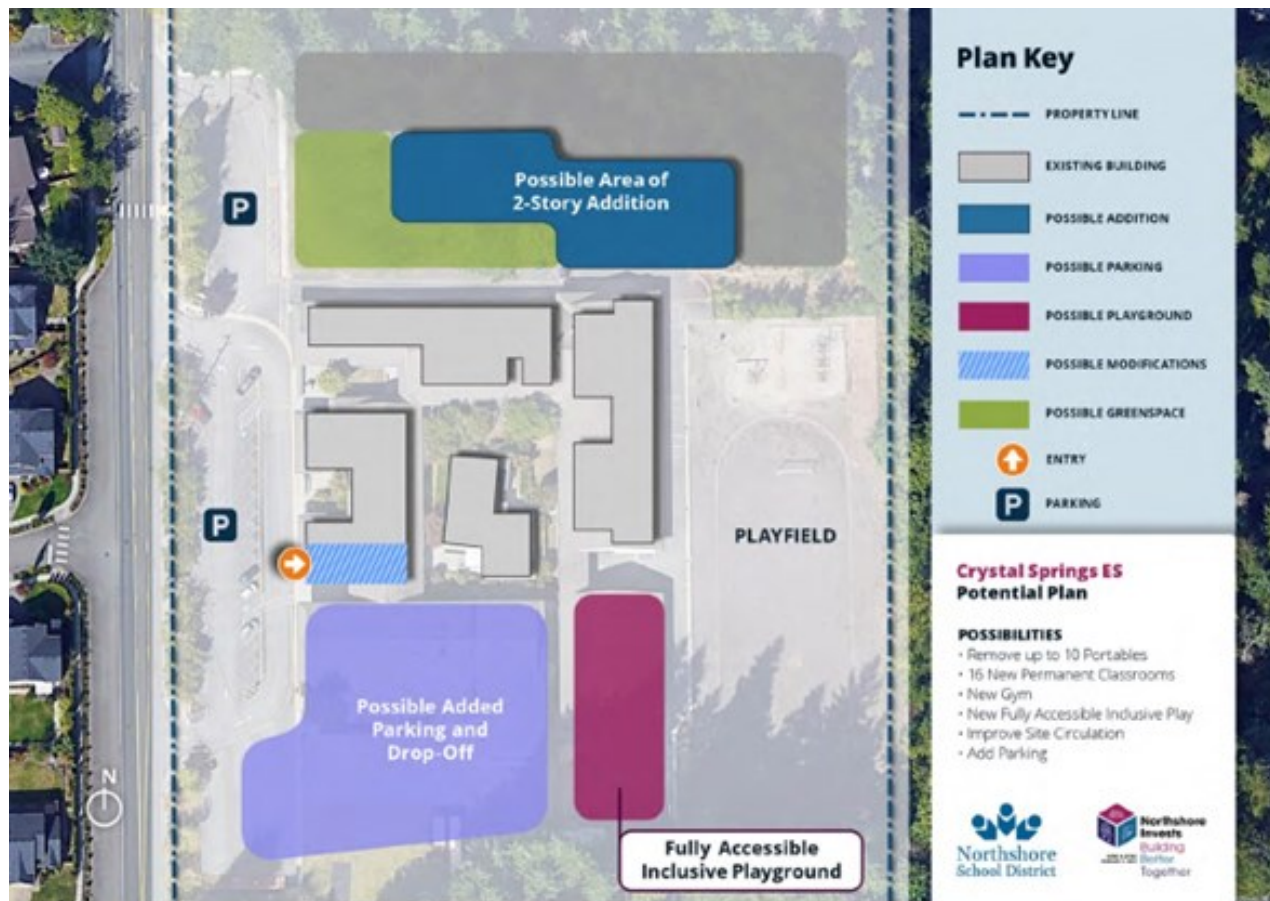 Plan Key
PROPERTY LINE
EXISTING BUILDING
POSSIBLE ADDITION
POSSIBLE PARKING
POSSIBLE PLAYGROUND
POSSIBLE MODIFICATIONS
POSSIBLE GREENSPACE
ENTRY
P PARKING
Possible Area of
2-Story Addition
P
P
PLAYFIELD
Possible Added
Parking and
Drop-Off
N
Fully Accessible
Inclusive Playground
Crystal Springs ES
Potential Plan
POSSIBILITIES
• Remove up to 10 Portables
• 16 New Permanent Classrooms
• New Gym
• New Fully Accessible Inclusive Play
• Improve Site Circulation
• Add Parking
Northshore
School District
Northshore
Invests
Building
Better
Together